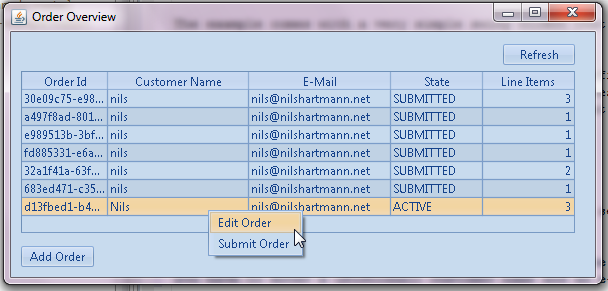 Order Overview
Refresh
Order Id Customer Name E-Mail State Line Items
30e09c75-e98... nils nils@nilshartmann.net SUBMITTED 3
a497f8ad-801... nils nils@nilshartmann.net SUBMITTED 1
e989513b-3bf... nils nils@nilshartmann.net SUBMITTED 1
fd885331-e6a... nils nils@nilshartmann.net SUBMITTED 1
32a1f41a-63f... nils nils@nilshartmann.net SUBMITTED 2
683ed471-c35... nils nils@nilshartmann.net SUBMITTED 1
d13fbed1-b4... Nils nils@nilshartmann.net ACTIVE 3
Edit Order
Submit Order
Add Order